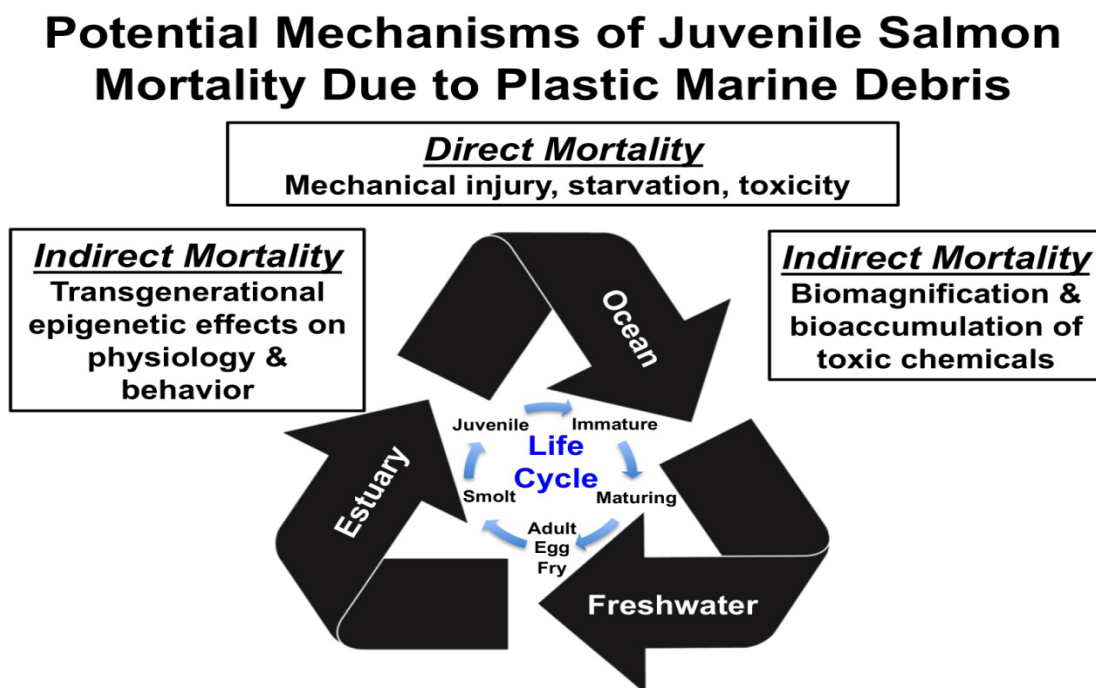 Potential Mechanisms of Juvenile Salmon
Mortality Due to Plastic Marine Debris
Direct Mortality
Mechanical injury, starvation, toxicity
Indirect Mortality
Transgenerational
epigenetic effects on
physiology &
behavior
Indirect Mortality
Biomagnification &
bioaccumulation of
toxic chemicals
Ocean
Estuary
Freshwater
Life
Cycle
Juvenile
Immature
Maturing
Adult
Egg
Fry
Smolt